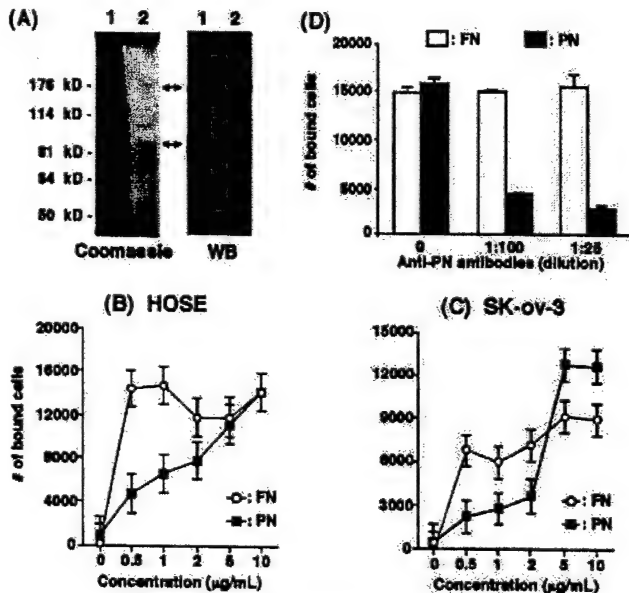 (A)
1 2
1 2
176 kD -
114 kD -
81 kD -
64 kD -
50 kD -
Coomassie
WB
(D)
: FN
: PN
20000
15000
10000
5000
0
# of bound cells
0
1:100
1:25
Anti-PN antibodies (dilution)
(B) HOSE
20000
16000
12000
8000
4000
0
# of bound cells
: FN
: PN
0
0.5
1
2
5
10
Concentration (µg/mL)
(C) SK-ov-3
15000
12000
9000
6000
3000
0
: FN
: PN
0
0.5
1
2
5
10
Concentration (µg/mL)